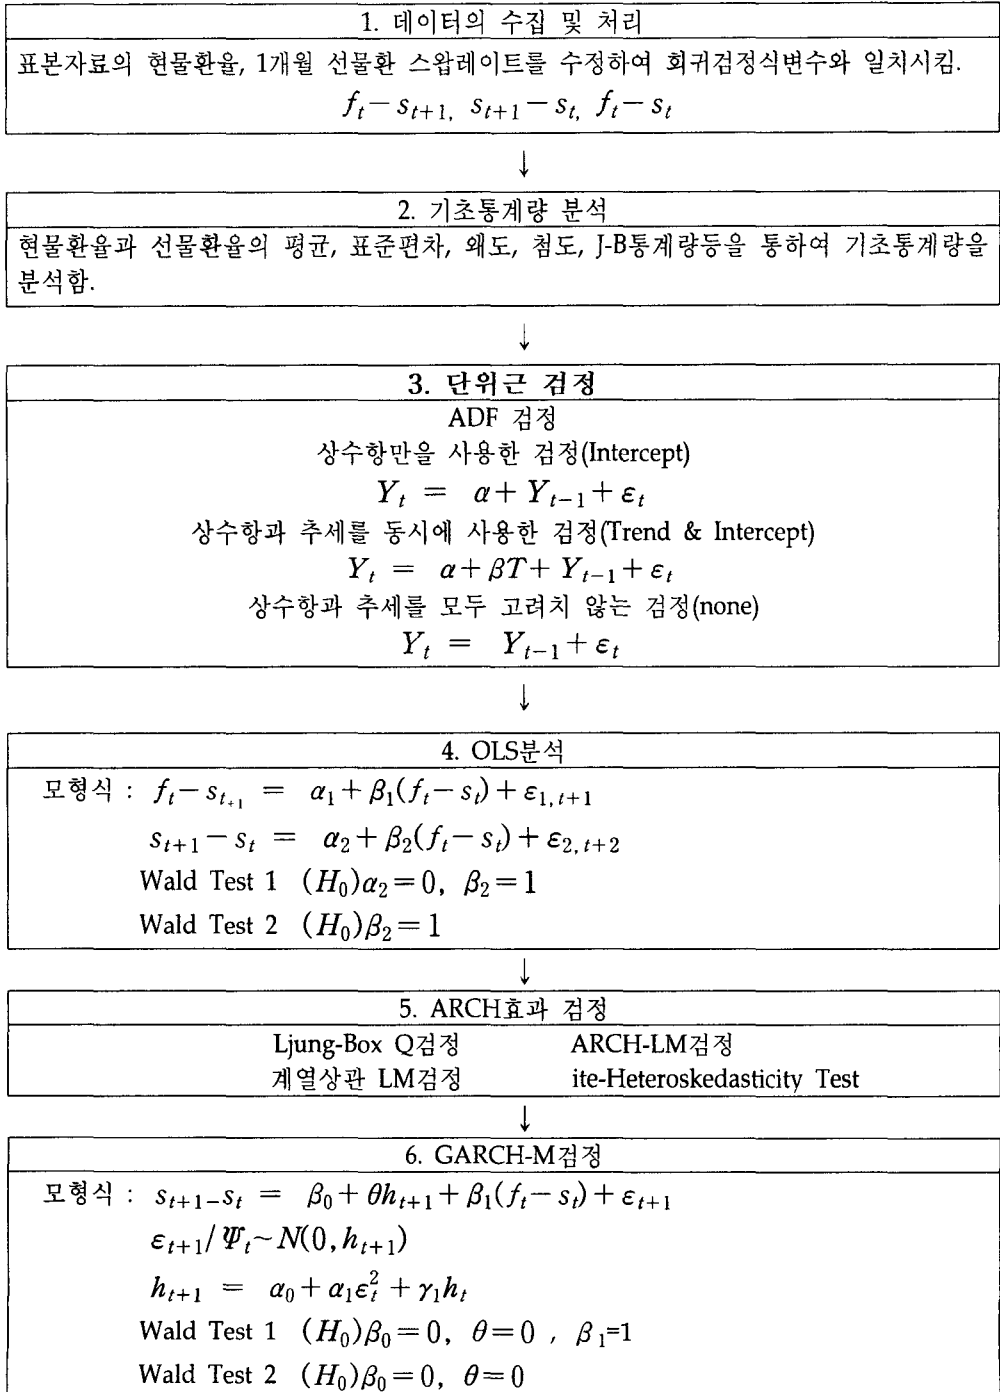 1. 데이터의 수집 및 처리
표본자료의 현물환율, 1개월 선물환 스왑레이트를 수정하여 회귀검정식변수와 일치시킴.
f_t − s_{t+1}, s_{t+1} − s_t, f_t − s_t
↓
2. 기초통계량 분석
현물환율과 선물환율의 평균, 표준편차, 왜도, 첨도, J-B통계량등을 통하여 기초통계량을
분석함.
↓
3. 단위근 검정
ADF 검정
상수항만을 사용한 검정(Intercept)
Y_t = α + Y_{t−1} + ε_t
상수항과 추세를 동시에 사용한 검정(Trend & Intercept)
Y_t = α + βT + Y_{t−1} + ε_t
상수항과 추세를 모두 고려치 않는 검정(none)
Y_t = Y_{t−1} + ε_t
↓
4. OLS분석
모형식 : f_t − s_{t_{+1}} = α_1 + β_1(f_t − s_t) + ε_{1,t+1}
s_{t+1} − s_t = α_2 + β_2(f_t − s_t) + ε_{2,t+2}
Wald Test 1 (H_0)α_2 = 0, β_2 = 1
Wald Test 2 (H_0)β_2 = 1
↓
5. ARCH효과 검정
Ljung-Box Q검정 ARCH-LM검정
계열상관 LM검정 ite-Heteroskedasticity Test
↓
6. GARCH-M검정
모형식 : s_{t+1−}s_t = β_0 + θh_{t+1} + β_1(f_t − s_t) + ε_{t+1}
ε_{t+1}/Ψ_t ~ N(0, h_{t+1})
h_{t+1} = α_0 + α_1ε_t^2 + γ_1h_t
Wald Test 1 (H_0)β_0 = 0, θ = 0 , β_1=1
Wald Test 2 (H_0)β_0 = 0, θ = 0